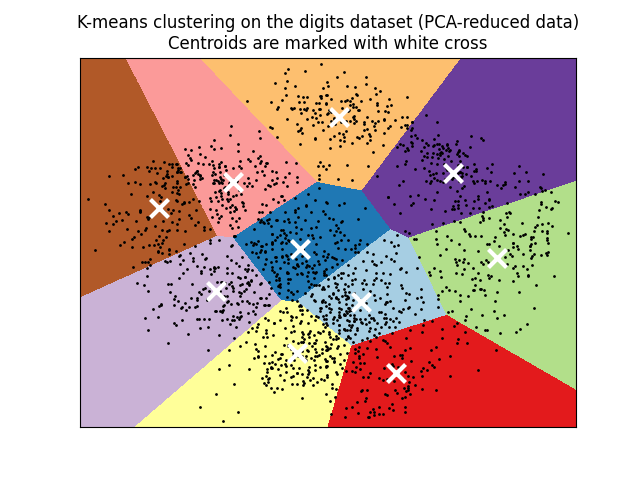 K-means clustering on the digits dataset (PCA-reduced data)
Centroids are marked with white cross